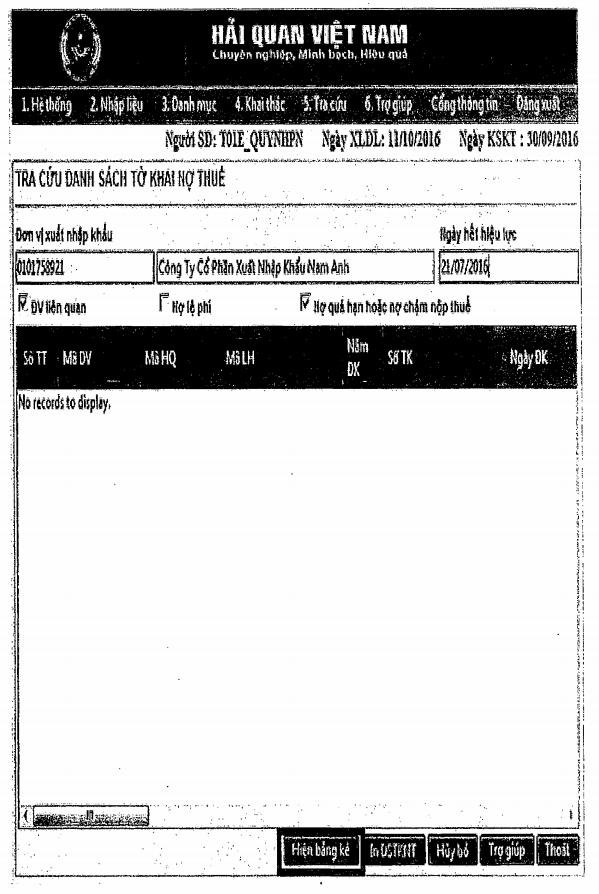 HẢI QUAN VIỆT NAM
Chuyên nghiệp, Minh bạch, Hiệu quả
1. Hệ thống 2. Nhập liệu 3. Danh mục 4. Khai thác 5. Tra cứu 6. Trợ giúp Cổng thông tin Đăng xuất
Người SD: T01E_QUYNHPN Ngày XLDL: 11/10/2016 Ngày KSKT : 30/09/2016
TRA CỨU DANH SÁCH TỜ KHAI NỢ THUẾ
Đơn vị xuất nhập khẩu Ngày hết hiệu lực
0101758921 Công Ty Cổ Phần Xuất Nhập Khẩu Nam Anh 21/07/2016
ĐV liên quan Nợ lệ phí Nợ quá hạn hoặc nợ chậm nộp thuế
Số TT Mã DV Mã HQ Mã LH Năm ĐK Số TK Ngày ĐK
No records to display.
Hiện bảng kê In Hủy bỏ Trợ giúp Thoát